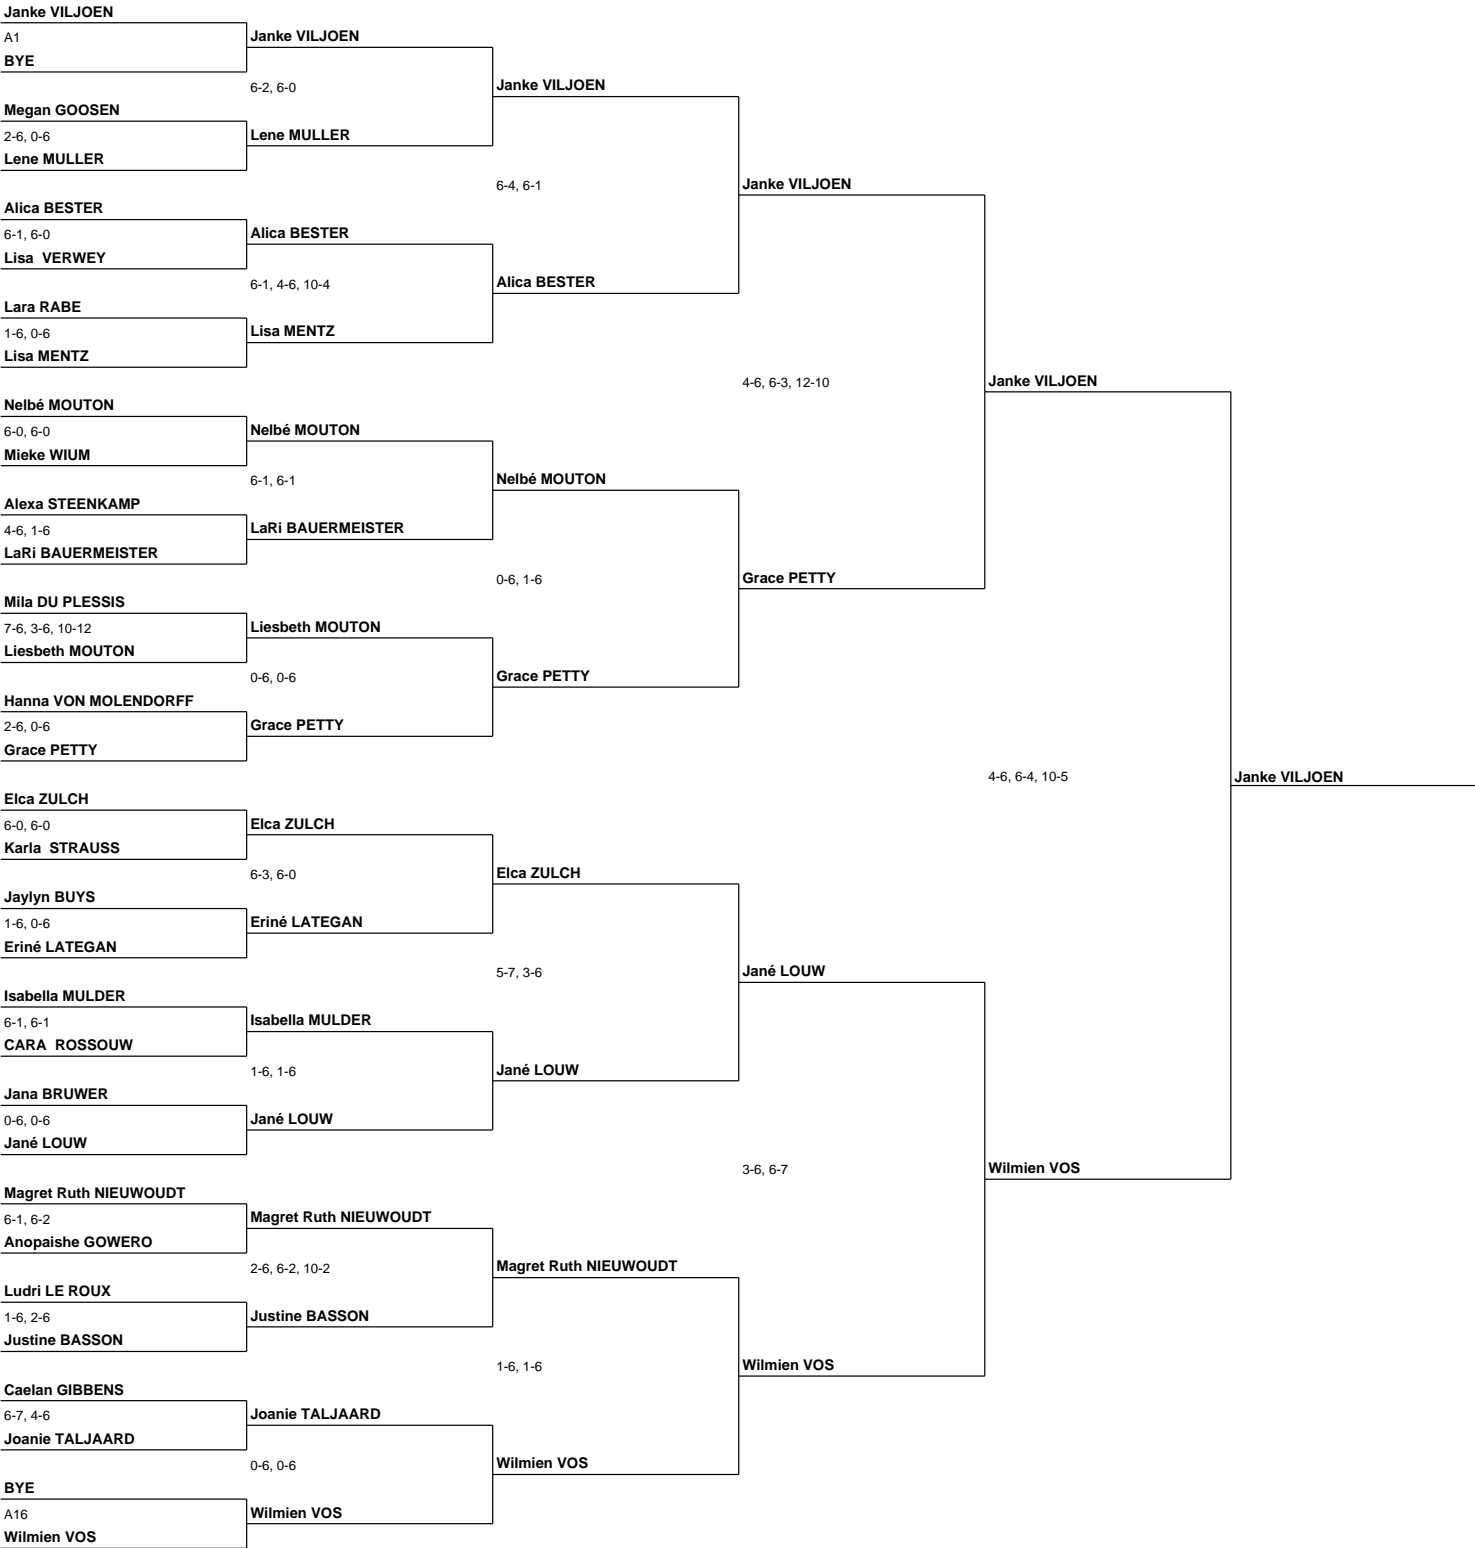 Janke VILJOEN
A1
BYE
Megan GOOSEN
2-6, 0-6
Lene MULLER
Alica BESTER
6-1, 6-0
Lisa  VERWEY
Lara RABE
1-6, 0-6
Lisa MENTZ
Nelbé MOUTON
6-0, 6-0
Mieke WIUM
Alexa STEENKAMP
4-6, 1-6
LaRi BAUERMEISTER
Mila DU PLESSIS
7-6, 3-6, 10-12
Liesbeth MOUTON
Hanna VON MOLENDORFF
2-6, 0-6
Grace PETTY
Elca ZULCH
6-0, 6-0
Karla  STRAUSS
Jaylyn BUYS
1-6, 0-6
Eriné LATEGAN
Isabella MULDER
6-1, 6-1
CARA  ROSSOUW
Jana BRUWER
0-6, 0-6
Jané LOUW
Magret Ruth NIEUWOUDT
6-1, 6-2
Anopaishe GOWERO
Ludri LE ROUX
1-6, 2-6
Justine BASSON
Caelan GIBBENS
6-7, 4-6
Joanie TALJAARD
BYE
A16
Wilmien VOS
Janke VILJOEN
6-2, 6-0
Lene MULLER
Alica BESTER
6-1, 4-6, 10-4
Lisa MENTZ
Nelbé MOUTON
6-1, 6-1
LaRi BAUERMEISTER
Liesbeth MOUTON
0-6, 0-6
Grace PETTY
Elca ZULCH
6-3, 6-0
Eriné LATEGAN
Isabella MULDER
1-6, 1-6
Jané LOUW
Magret Ruth NIEUWOUDT
2-6, 6-2, 10-2
Justine BASSON
Joanie TALJAARD
0-6, 0-6
Wilmien VOS
Janke VILJOEN
6-4, 6-1
Alica BESTER
Nelbé MOUTON
0-6, 1-6
Grace PETTY
Elca ZULCH
5-7, 3-6
Jané LOUW
Magret Ruth NIEUWOUDT
1-6, 1-6
Wilmien VOS
Janke VILJOEN
4-6, 6-3, 12-10
Grace PETTY
Jané LOUW
3-6, 6-7
Wilmien VOS
Janke VILJOEN
4-6, 6-4, 10-5
Wilmien VOS
Janke VILJOEN